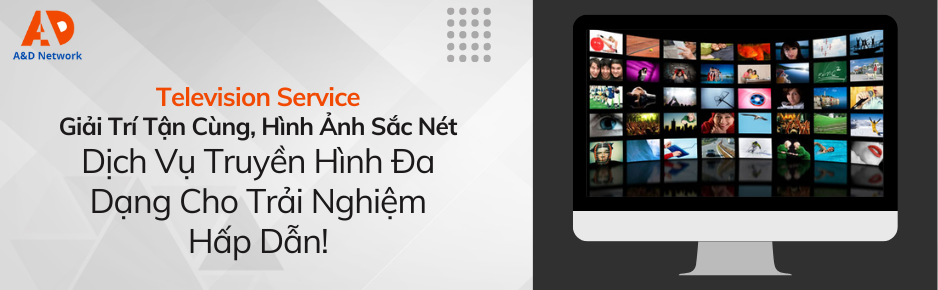 AD
A&D Network
Television Service
Giải Trí Tận Cùng, Hình Ảnh Sắc Nét
Dịch Vụ Truyền Hình Đa
Dạng Cho Trải Nghiệm
Hấp Dẫn!